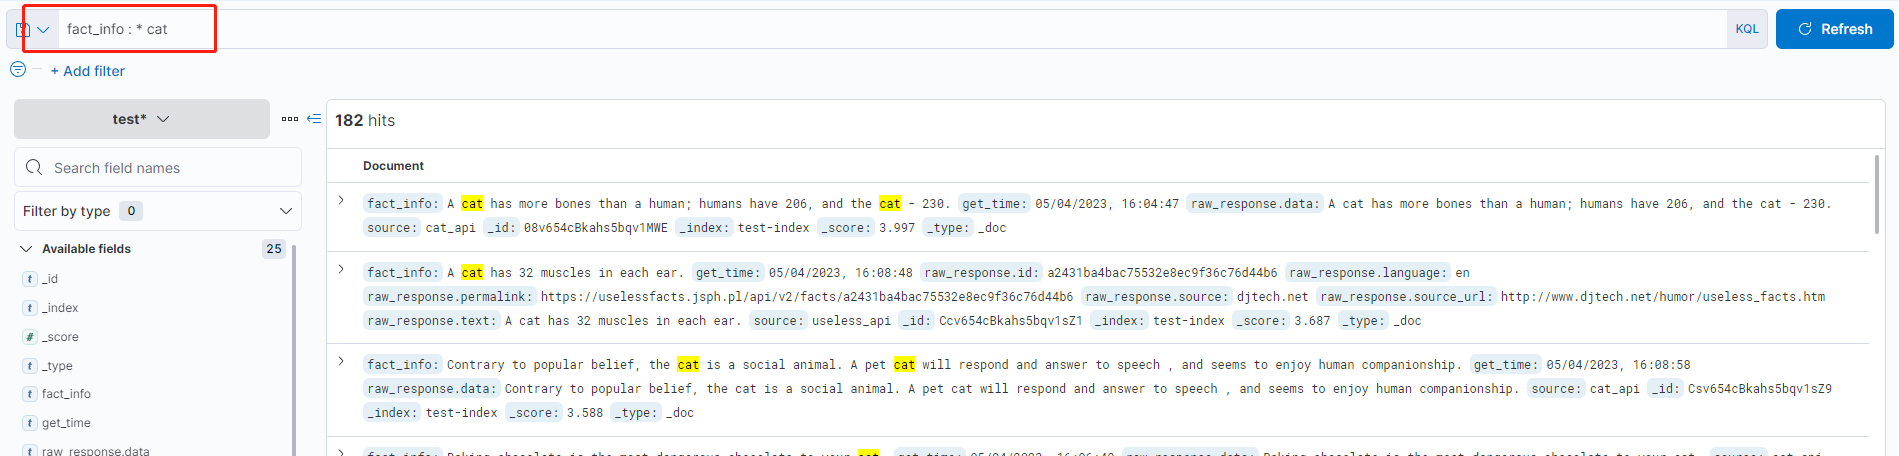 fact_info : * cat
KQL
Refresh
+ Add filter
test*
182 hits
Search field names
Document
Filter by type 0
fact_info: A cat has more bones than a human; humans have 206, and the cat - 230. get_time: 05/04/2023, 16:04:47 raw_response.data: A cat has more bones than a human; humans have 206, and the cat - 230.
source: cat_api _id: 08v654cBkahs5bqv1MWE _index: test-index _score: 3.997 _type: _doc
Available fields 25
t _id
fact_info: A cat has 32 muscles in each ear. get_time: 05/04/2023, 16:08:48 raw_response.id: a2431ba4bac75532e8ec9f36c76d44b6 raw_response.language: en
raw_response.permalink: https://uselessfacts.jsph.pl/api/v2/facts/a2431ba4bac75532e8ec9f36c76d44b6 raw_response.source: djtech.net raw_response.source_url: http://www.djtech.net/humor/useless_facts.htm
raw_response.text: A cat has 32 muscles in each ear. source: useless_api _id: Ccv654cBkahs5bqv1sZ1 _index: test-index _score: 3.687 _type: _doc
t _index
# _score
t _type
fact_info: Contrary to popular belief, the cat is a social animal. A pet cat will respond and answer to speech , and seems to enjoy human companionship. get_time: 05/04/2023, 16:08:58
raw_response.data: Contrary to popular belief, the cat is a social animal. A pet cat will respond and answer to speech , and seems to enjoy human companionship. source: cat_api _id: Csv654cBkahs5bqv1sZ9
_index: test-index _score: 3.588 _type: _doc
t fact_info
t get_time
t raw_response.data